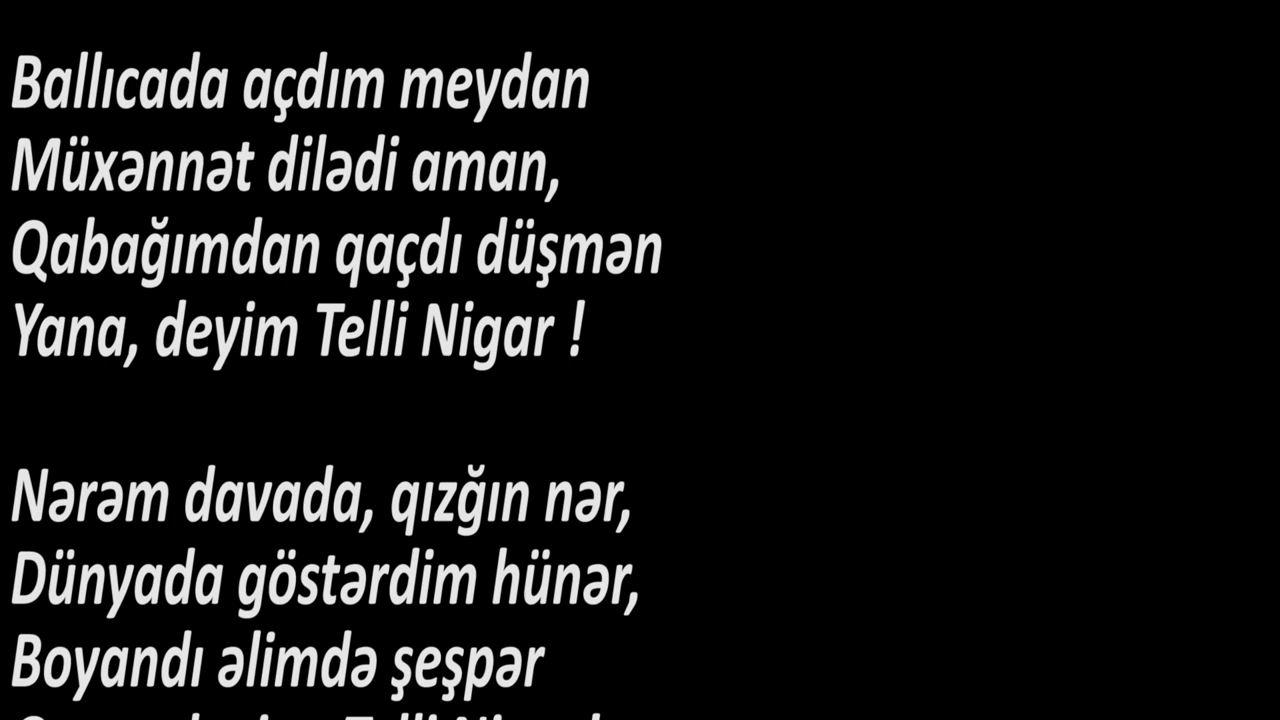 Ballıcada açdım meydan
Müxənnət dilədi aman,
Qabağımdan qaçdı düşmən
Yana, deyim Telli Nigar !
Nərəm davada, qızğın nər,
Dünyada göstərdim hünər,
Boyandı əlimdə şeşpər